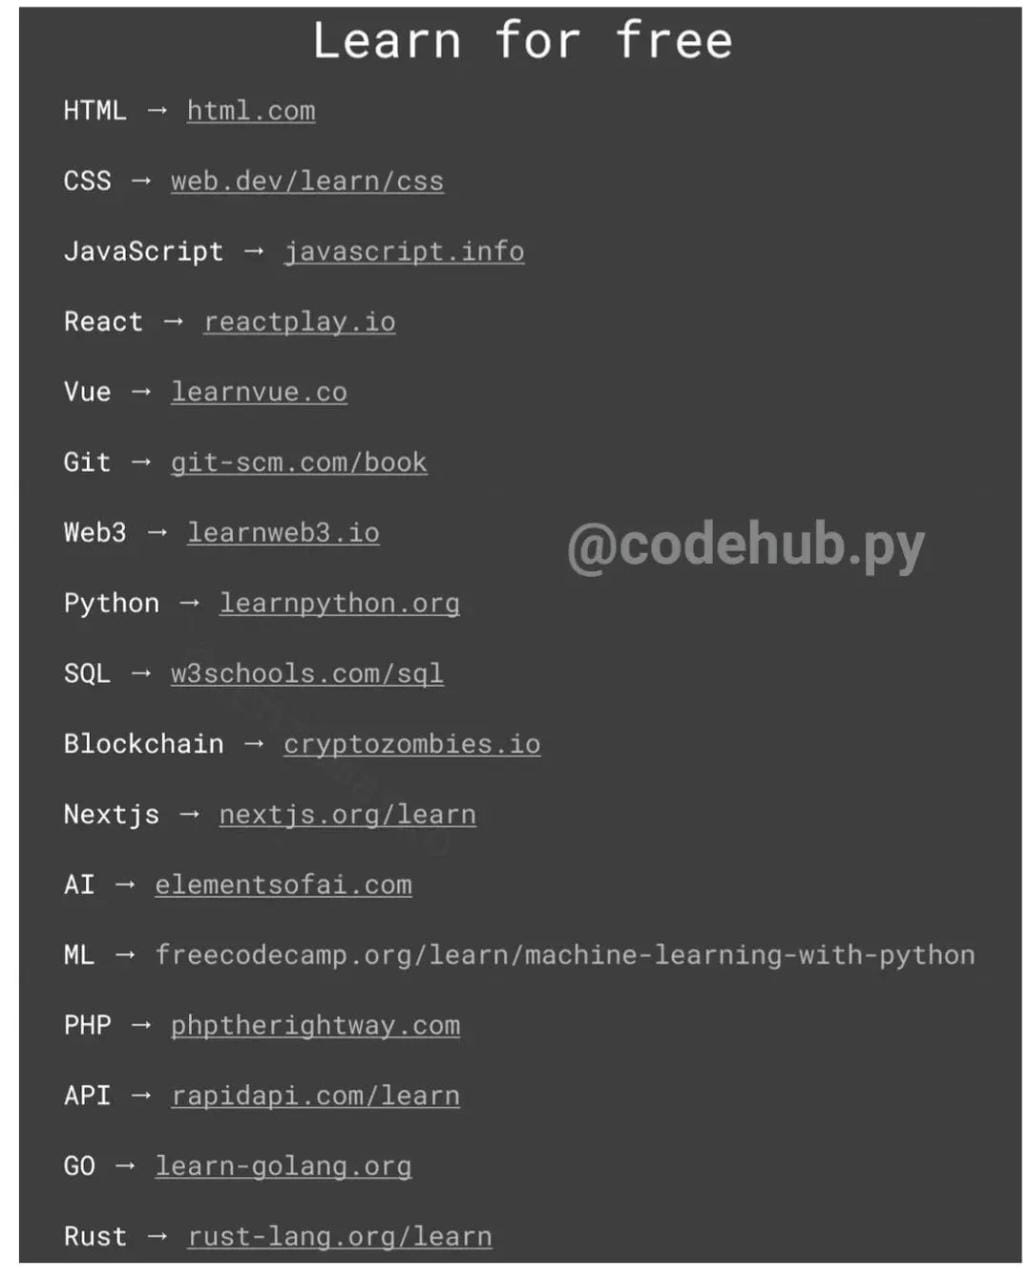 Learn for free
HTML → html.com
CSS → web.dev/learn/css
JavaScript → javascript.info
React → reactplay.io
Vue → learnvue.co
Git → git-scm.com/book
Web3 → learnweb3.io
@codehub.py
Python → learnpython.org
SQL → w3schools.com/sql
Blockchain → cryptozombies.io
Nextjs → nextjs.org/learn
AI → elementsofai.com
ML → freecodecamp.org/learn/machine-learning-with-python
PHP → phptherightway.com
API → rapidapi.com/learn
GO → learn-golang.org
Rust → rust-lang.org/learn